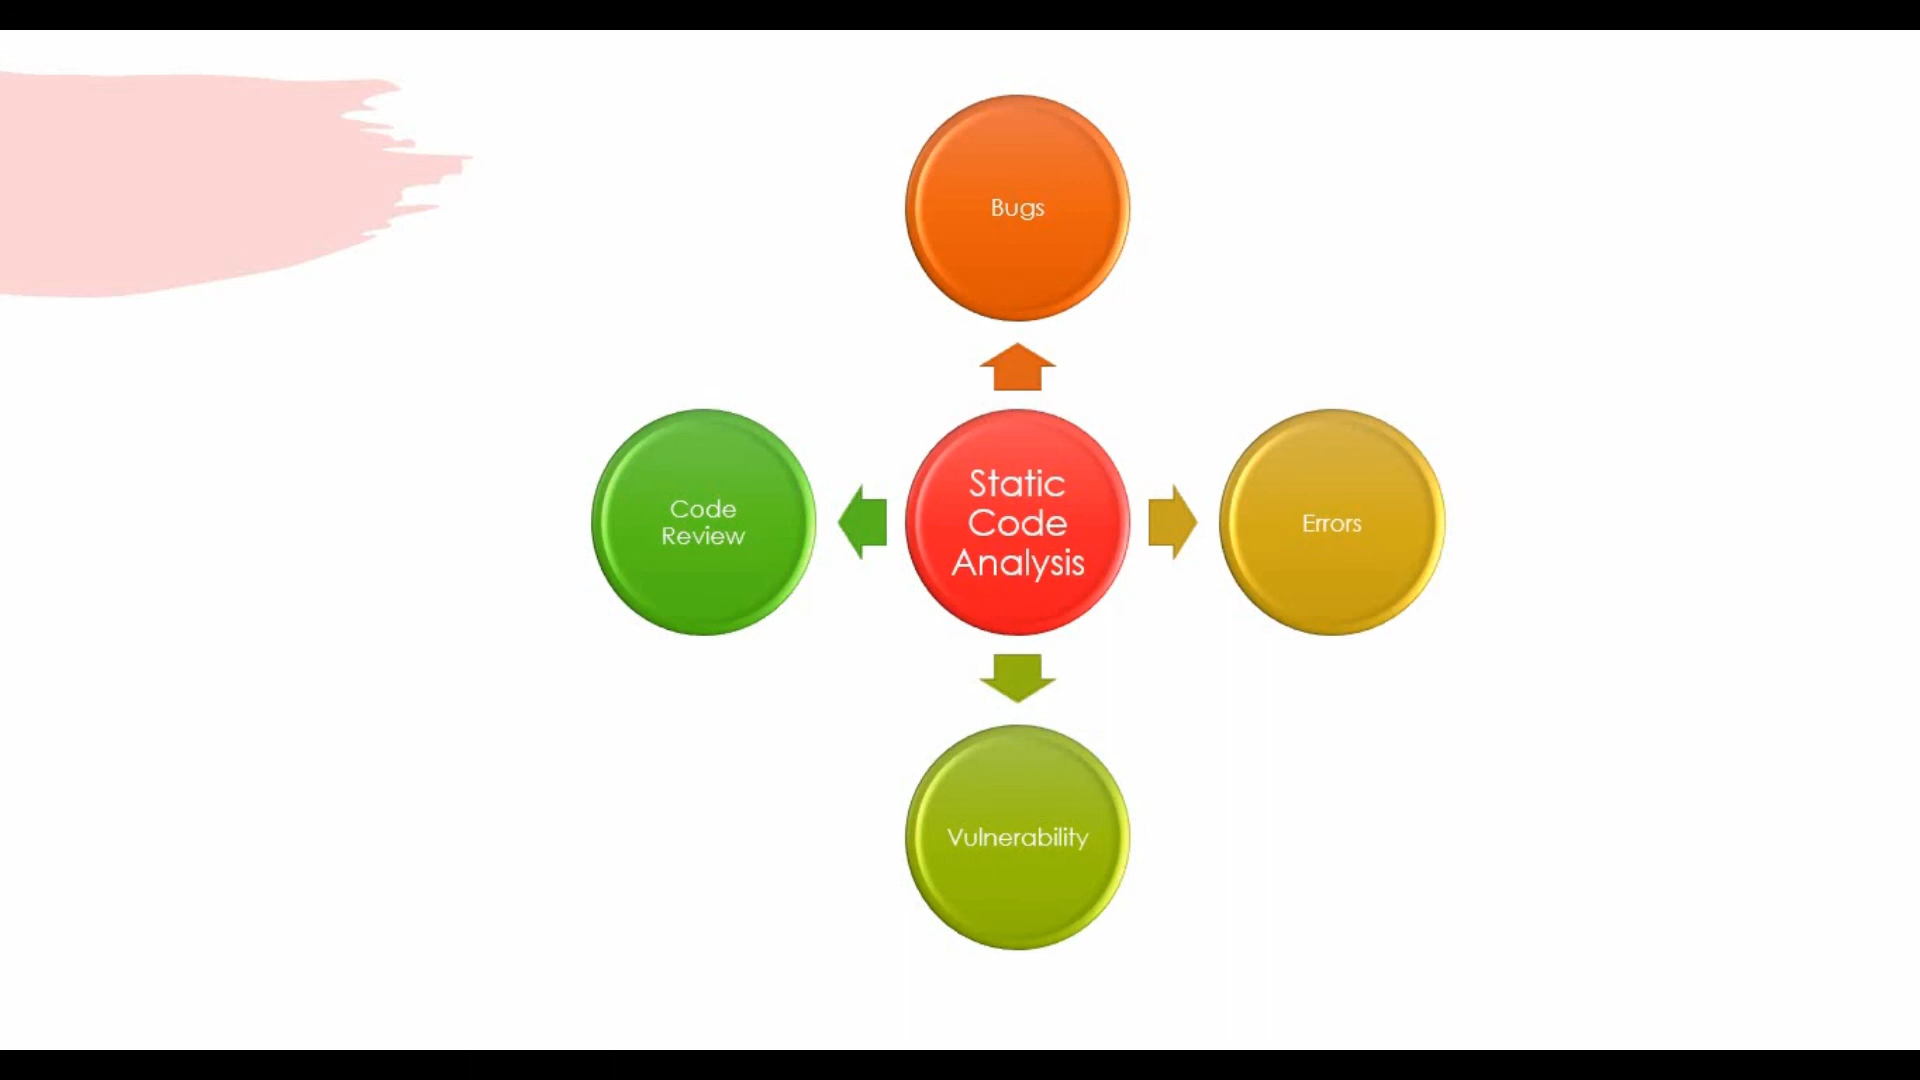 Bugs
Code
Review
Static
Code
Analysis
Errors
Vulnerability